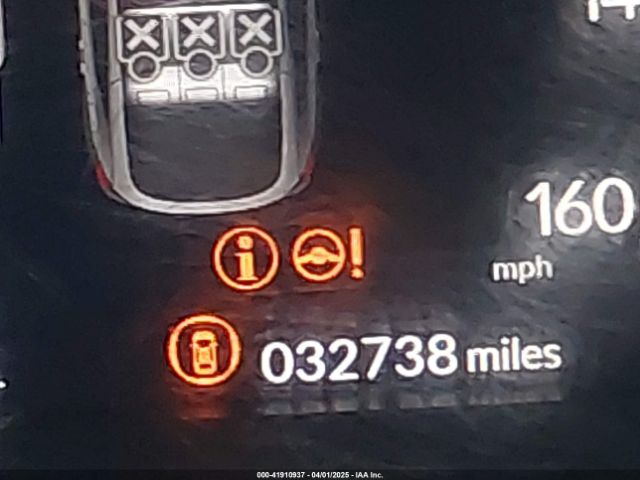 160
mph
032738 miles
000-41910937 - 04/01/2025 - IAA Inc.